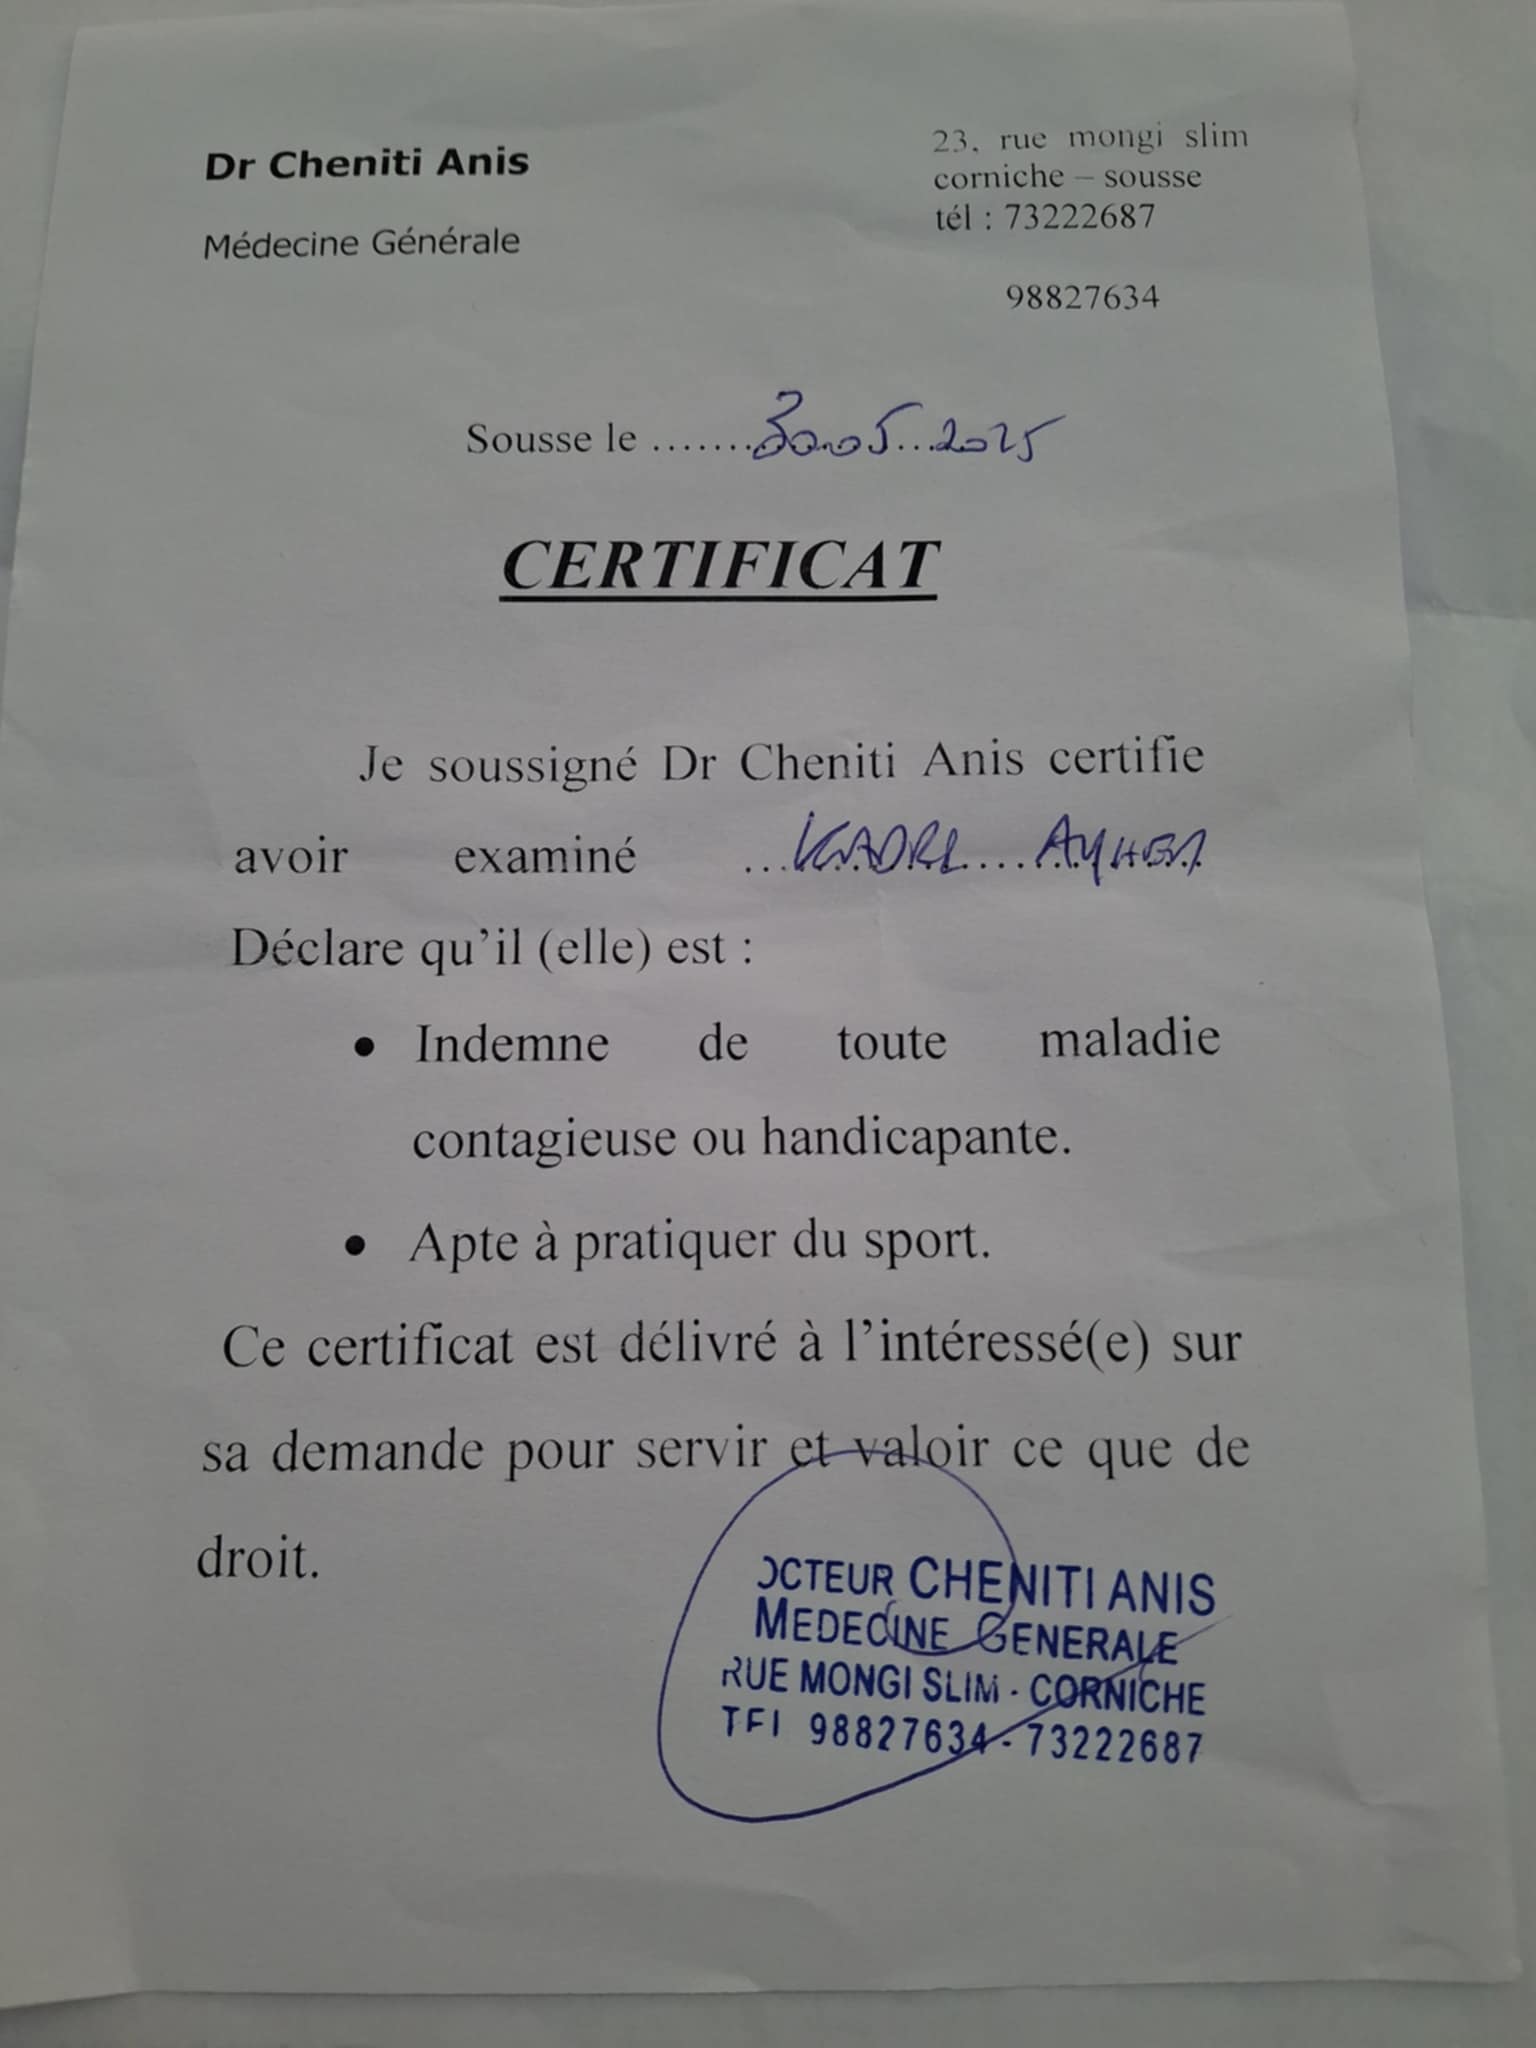 Dr Cheniti Anis
Médecine Générale
23, rue mongi slim
corniche – sousse
tél : 73222687
98827634
Sousse le .......30.05...2025
CERTIFICAT
Je soussigné Dr Cheniti Anis certifie
avoir examiné ...KADRI.... AYHEM
Déclare qu'il (elle) est :
• Indemne de toute maladie
contagieuse ou handicapante.
• Apte à pratiquer du sport.
Ce certificat est délivré à l'intéressé(e) sur
sa demande pour servir et valoir ce que de
droit.
OCTEUR CHENITI ANIS
MEDECINE GENERALE
RUE MONGI SLIM - CORNICHE
TEL 98827634 - 73222687